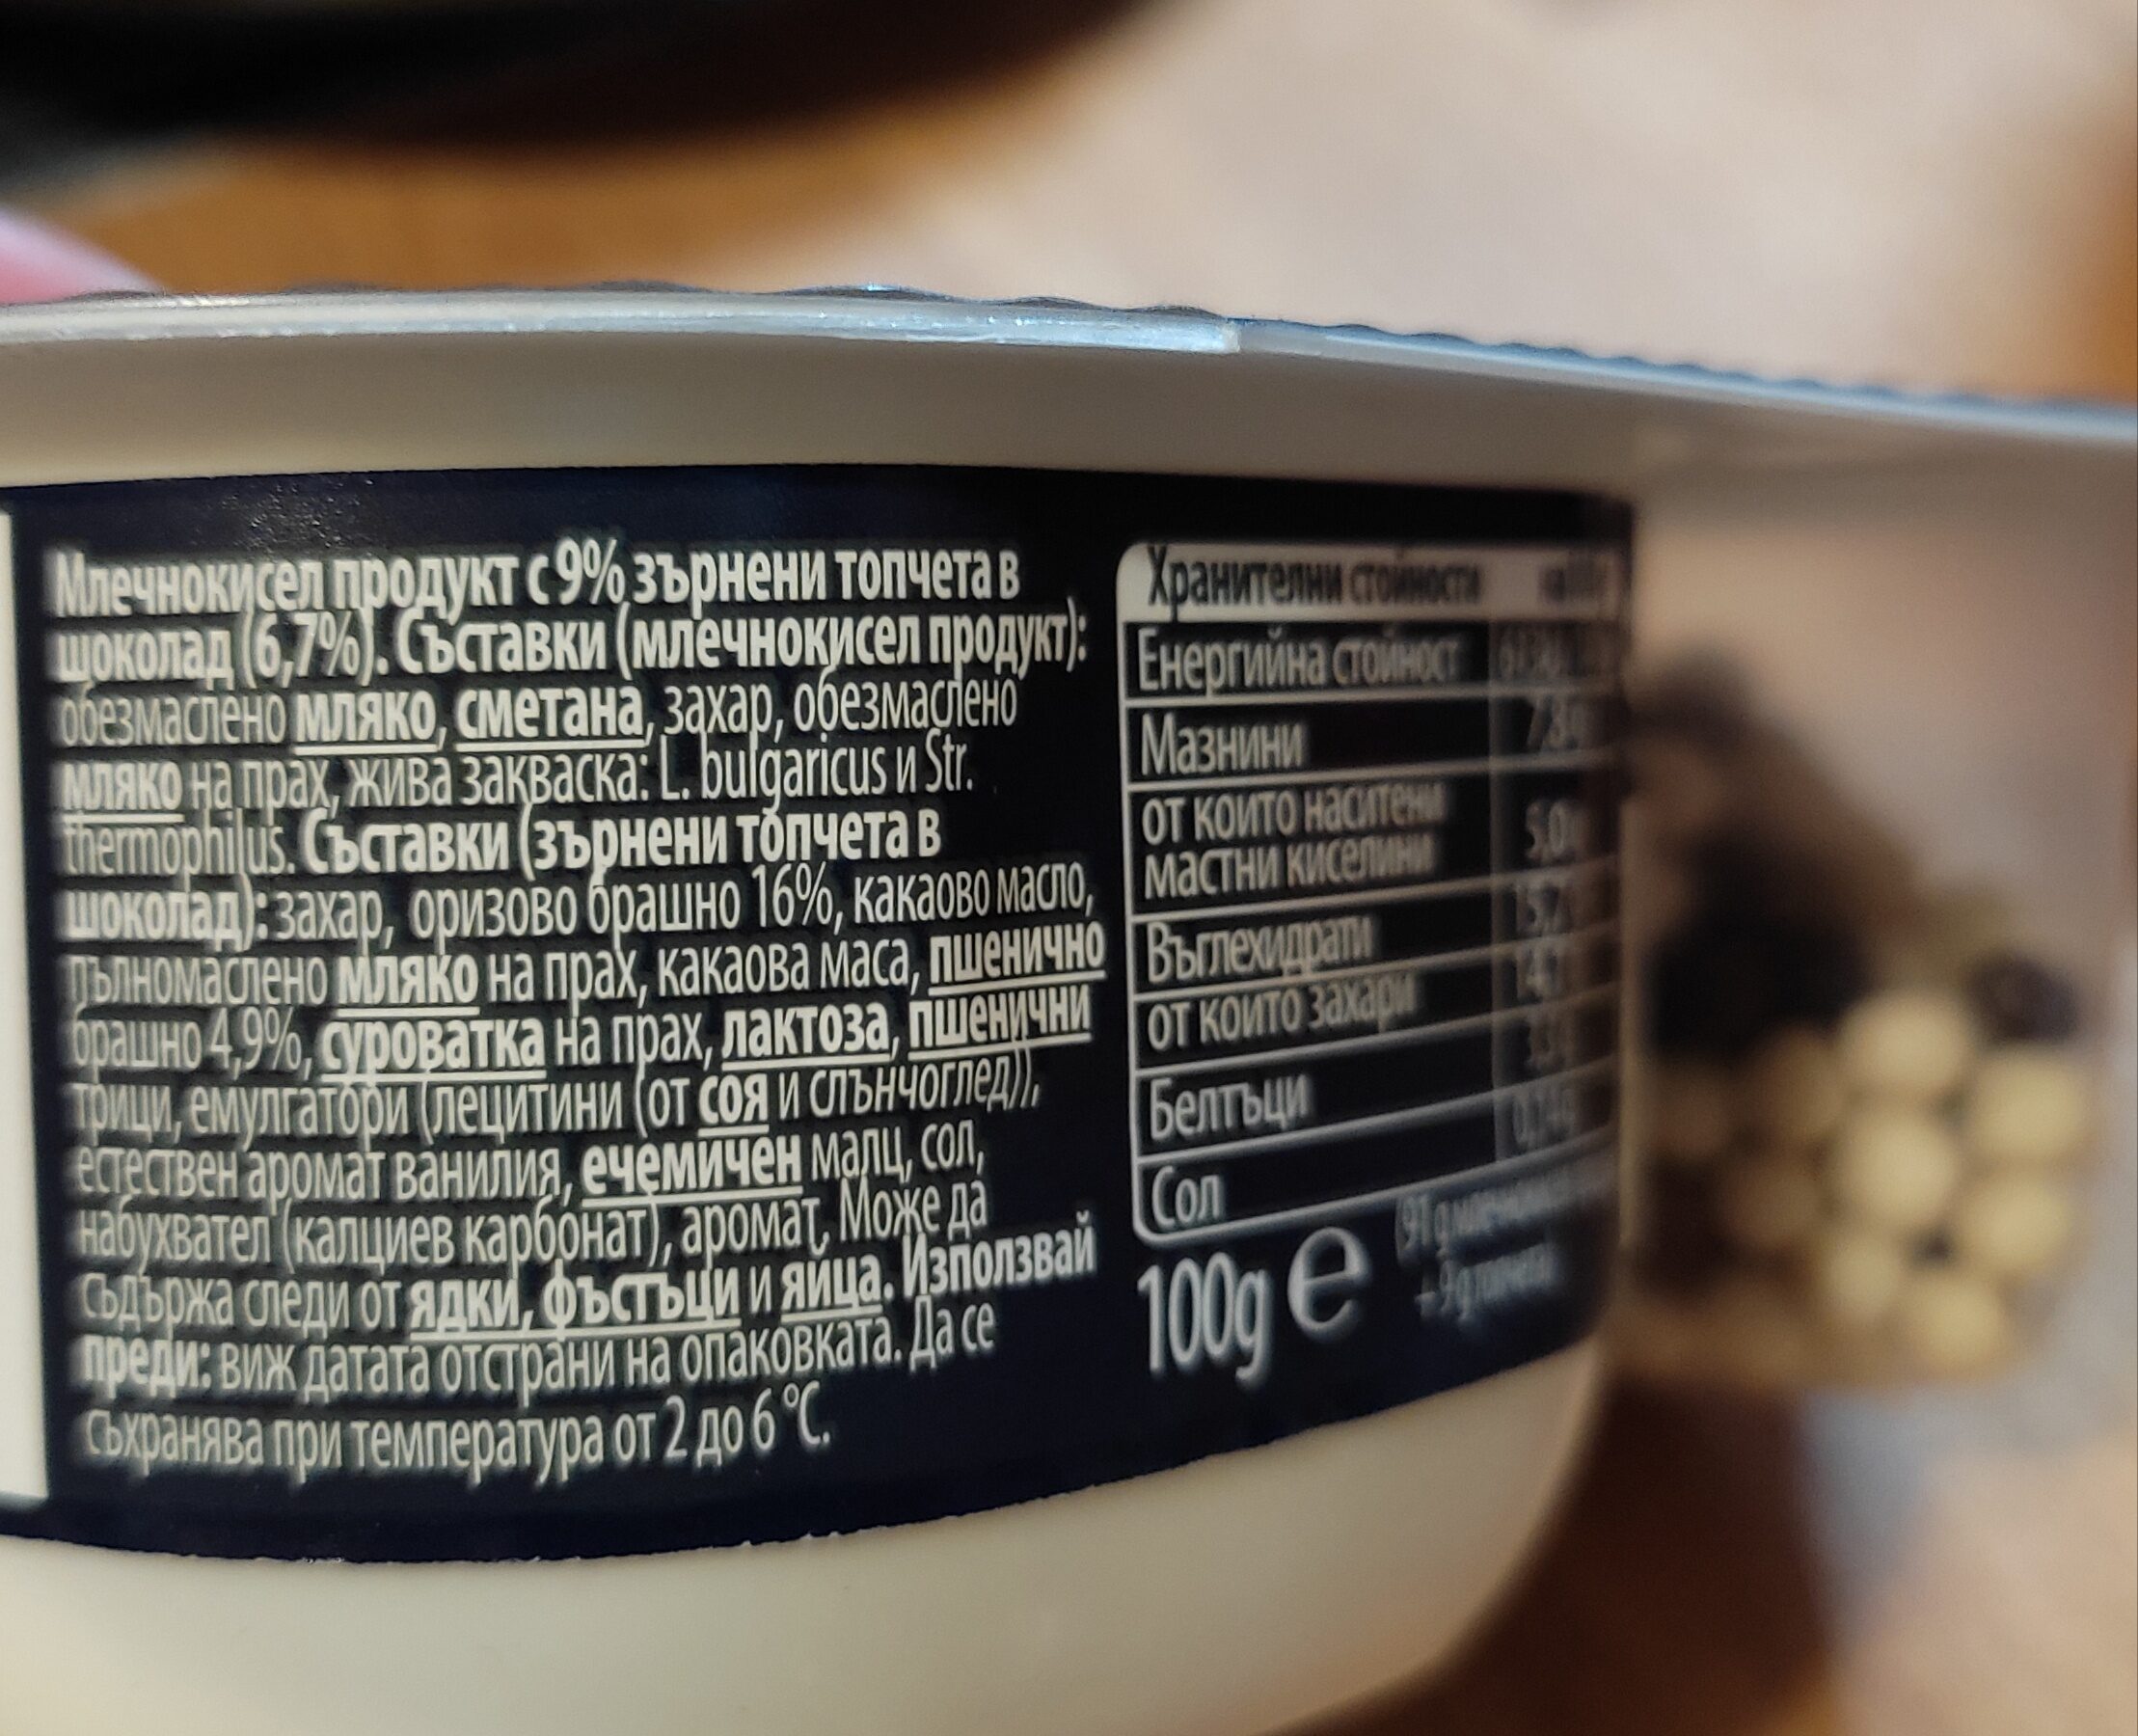 Млечнокисел продукт с 9% зърнени топчета в
шоколад (6,7%). Съставки (млечнокисел продукт):
обезмаслено мляко, сметана, захар, обезмаслено
мляко на прах, жива закваска: L. bulgaricus и Str.
thermophilus. Съставки (зърнени топчета в
шоколад): захар, оризово брашно 16%, какаово масло,
пълномаслено мляко на прах, какаова маса, пшенично
брашно 4,9%, суроватка на прах, лактоза, пшенични
трици, емулгатори (лецитини (от соя и слънчоглед)),
естествен аромат ванилия, ечемичен малц, сол,
набухвател (калциев карбонат), аромат. Може да
съдържа следи от ядки, фъстъци и яйца. Използвай
преди: виж датата отстрани на опаковката. Да се
съхранява при температура от 2 до 6 °C.
Хранителни стойности
Енергийна стойност
Мазнини
от които наситени
мастни киселини 5,0g
Въглехидрати
от които захари
Белтъци
Сол
100g e